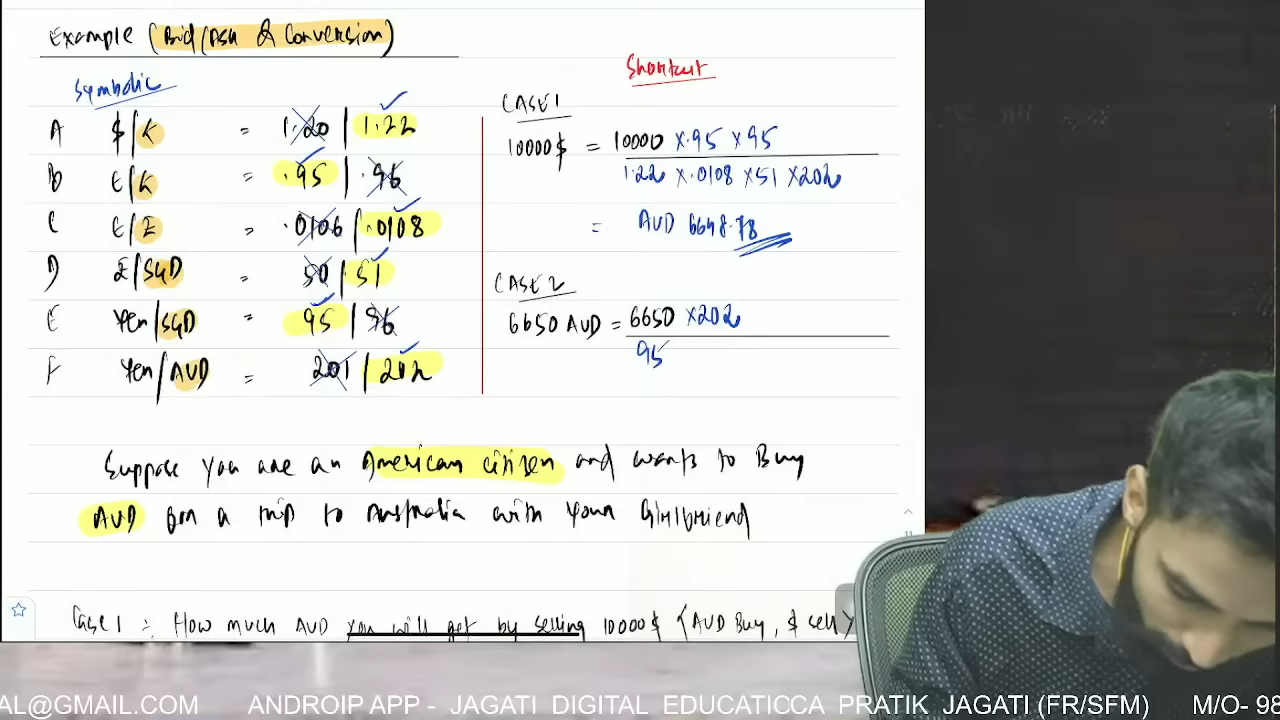 Example (Bid/Ask & Conversion)
Symbolic
Shortcut
A $/K = 1.20 | 1.22
B £/K = .95 | .96
C £/£ = .0106 | .0108
D £/SGD = 50 | 51
E Yen/SGD = 95 | 96
F Yen/AUD = 201 | 202
CASE 1
10000$ = 10000 x .95 x 95
1.22 x .0108 x 51 x 202
= AUD 6648.78
CASE 2
6650 AUD = 6650 x 202
95
Suppose you are an American citizen and wants to Buy
AUD for a trip to Australia with your Girlfriend
Case 1 : How much AUD you will get by selling 10000$ (AUD Buy, $ sell)
AL@GMAIL.COM ANDROIP APP - JAGATI DIGITAL EDUCATICCA PRATIK JAGATI (FR/SFM) M/O- 98